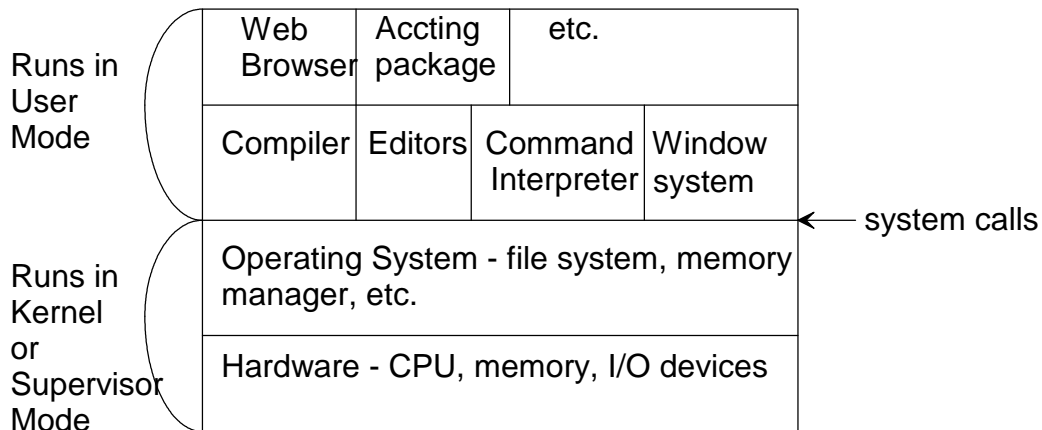 Runs in
User
Mode
Web
Browser
Accting
package
etc.
Compiler
Editors
Command
Interpreter
Window
system
system calls
Runs in
Kernel
or
Supervisor
Mode
Operating System - file system, memory
manager, etc.
Hardware - CPU, memory, I/O devices